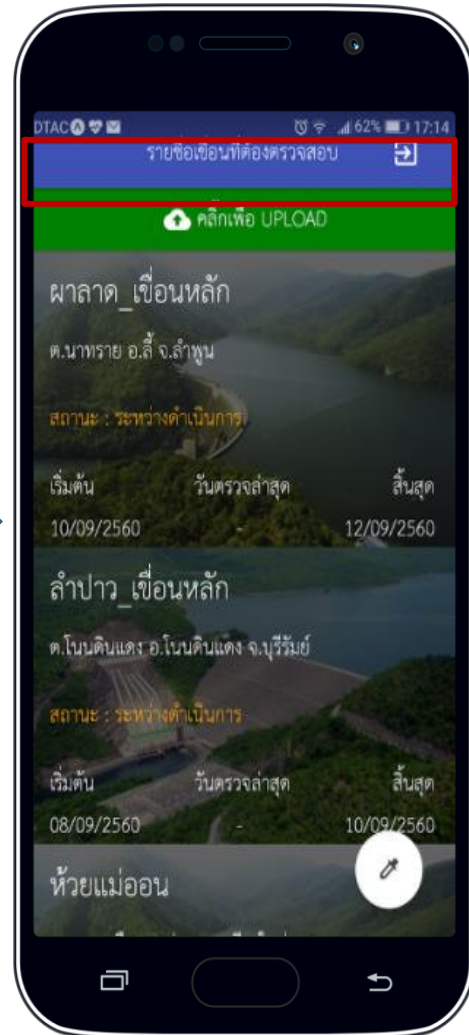 DTAC 62% 17:14
รายชื่อเขื่อนที่ต้องตรวจสอบ
คลิ๊กเพื่อ UPLOAD
ผาลาด_เขื่อนหลัก
ต.นาทราย อ.ลี้ จ.ลำพูน
สถานะ : ระหว่างดำเนินการ
เริ่มต้น วันตรวจล่าสุด สิ้นสุด
10/09/2560 - 12/09/2560
ลำปาว_เขื่อนหลัก
ต.โนนดินแดง อ.โนนดินแดง จ.บุรีรัมย์
สถานะ : ระหว่างดำเนินการ
เริ่มต้น วันตรวจล่าสุด สิ้นสุด
08/09/2560 - 10/09/2560
ห้วยแม่ออน